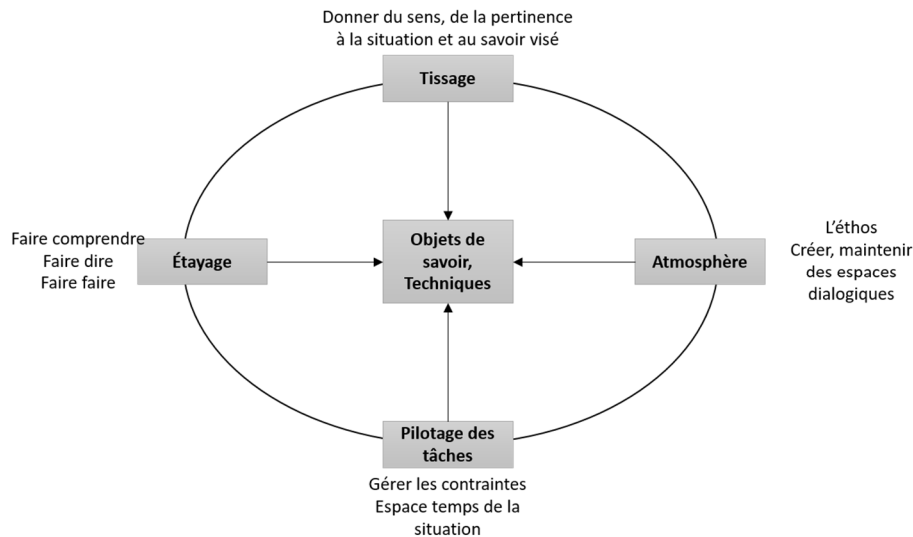 Donner du sens, de la pertinence
à la situation et au savoir visé
Tissage
Faire comprendre
Faire dire
Faire faire
Étayage
Objets de
savoir,
Techniques
Atmosphère
L’éthos
Créer, maintenir
des espaces
dialogiques
Pilotage des
tâches
Gérer les contraintes
Espace temps de la
situation